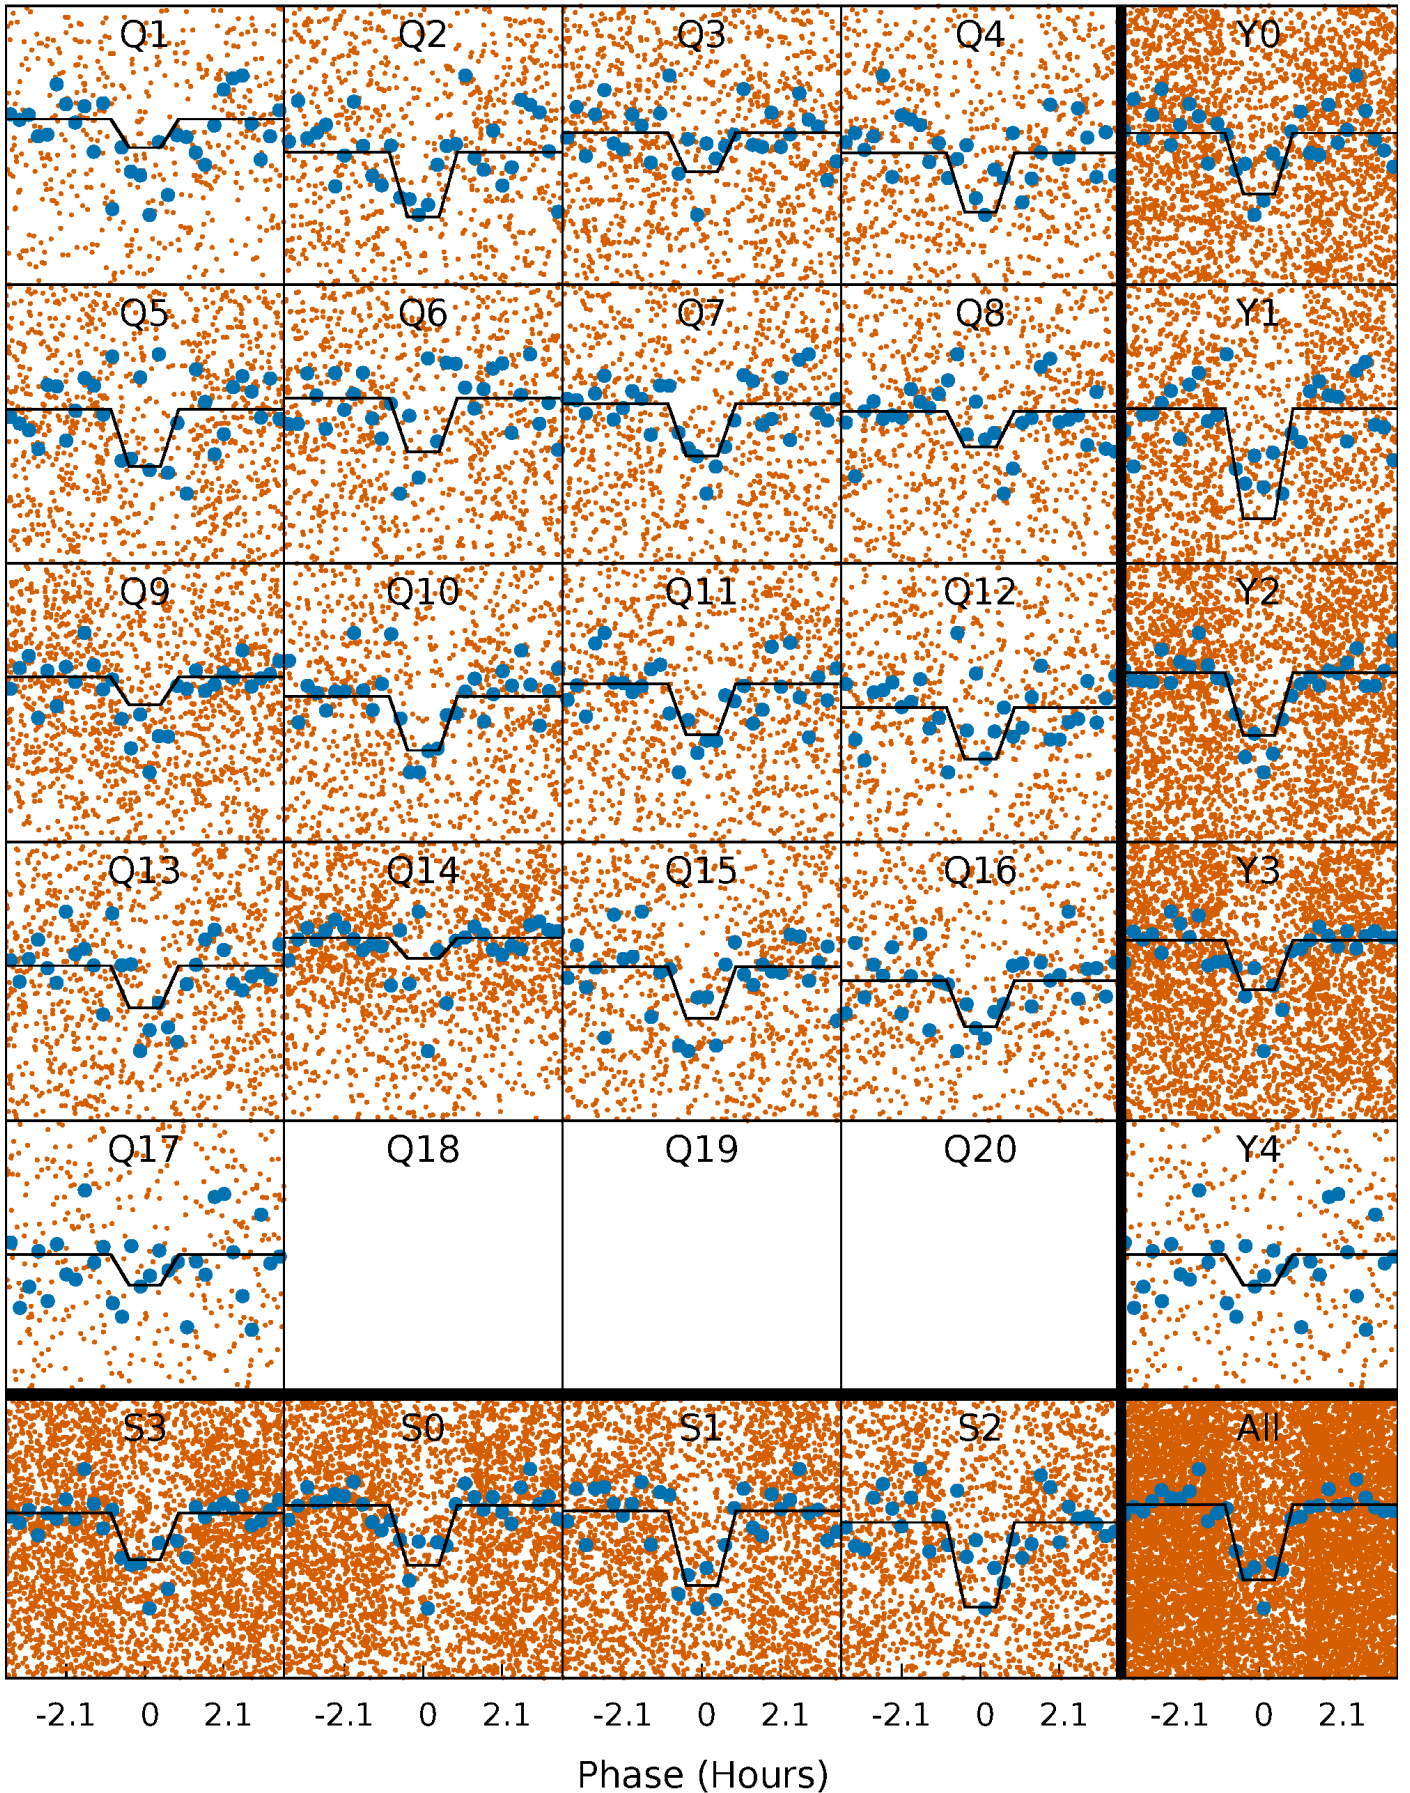 Q1 Q2 Q3 Q4 Y0
Q5 Q6 Q7 Q8 Y1
Q9 Q10 Q11 Q12 Y2
Q13 Q14 Q15 Q16 Y3
Q17 Q18 Q19 Q20 Y4
S3 S0 S1 S2 All
-2.1 0 2.1 -2.1 0 2.1 -2.1 0 2.1 -2.1 0 2.1 -2.1 0 2.1
Phase (Hours)